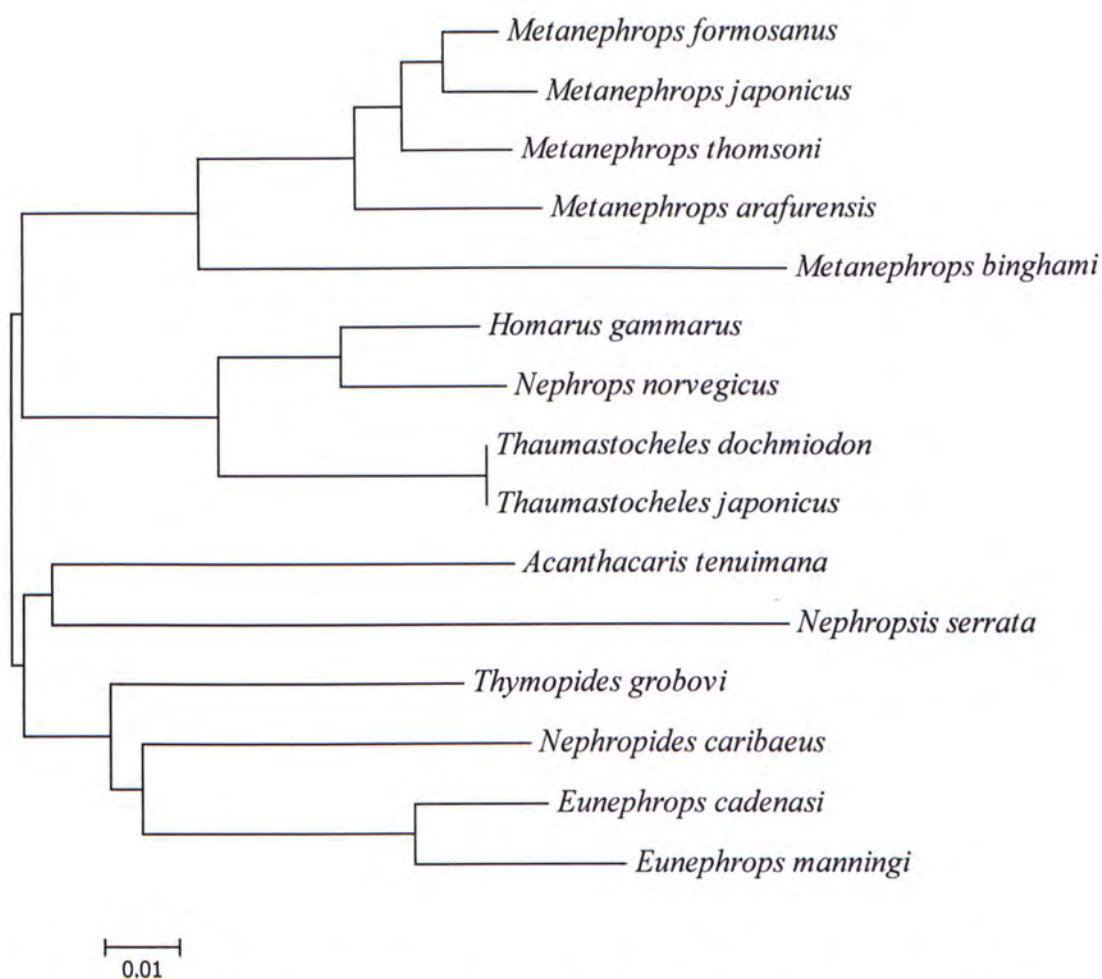 Metanephrops formosanus
Metanephrops japonicus
Metanephrops thomsoni
Metanephrops arafurensis
Metanephrops binghami
Homarus gammarus
Nephrops norvegicus
Thaumastocheles dochmiodon
Thaumastocheles japonicus
Acanthacaris tenuimana
Nephropsis serrata
Thymopides grobovi
Nephropides caribaeus
Eunephrops cadenasi
Eunephrops manningi
0.01